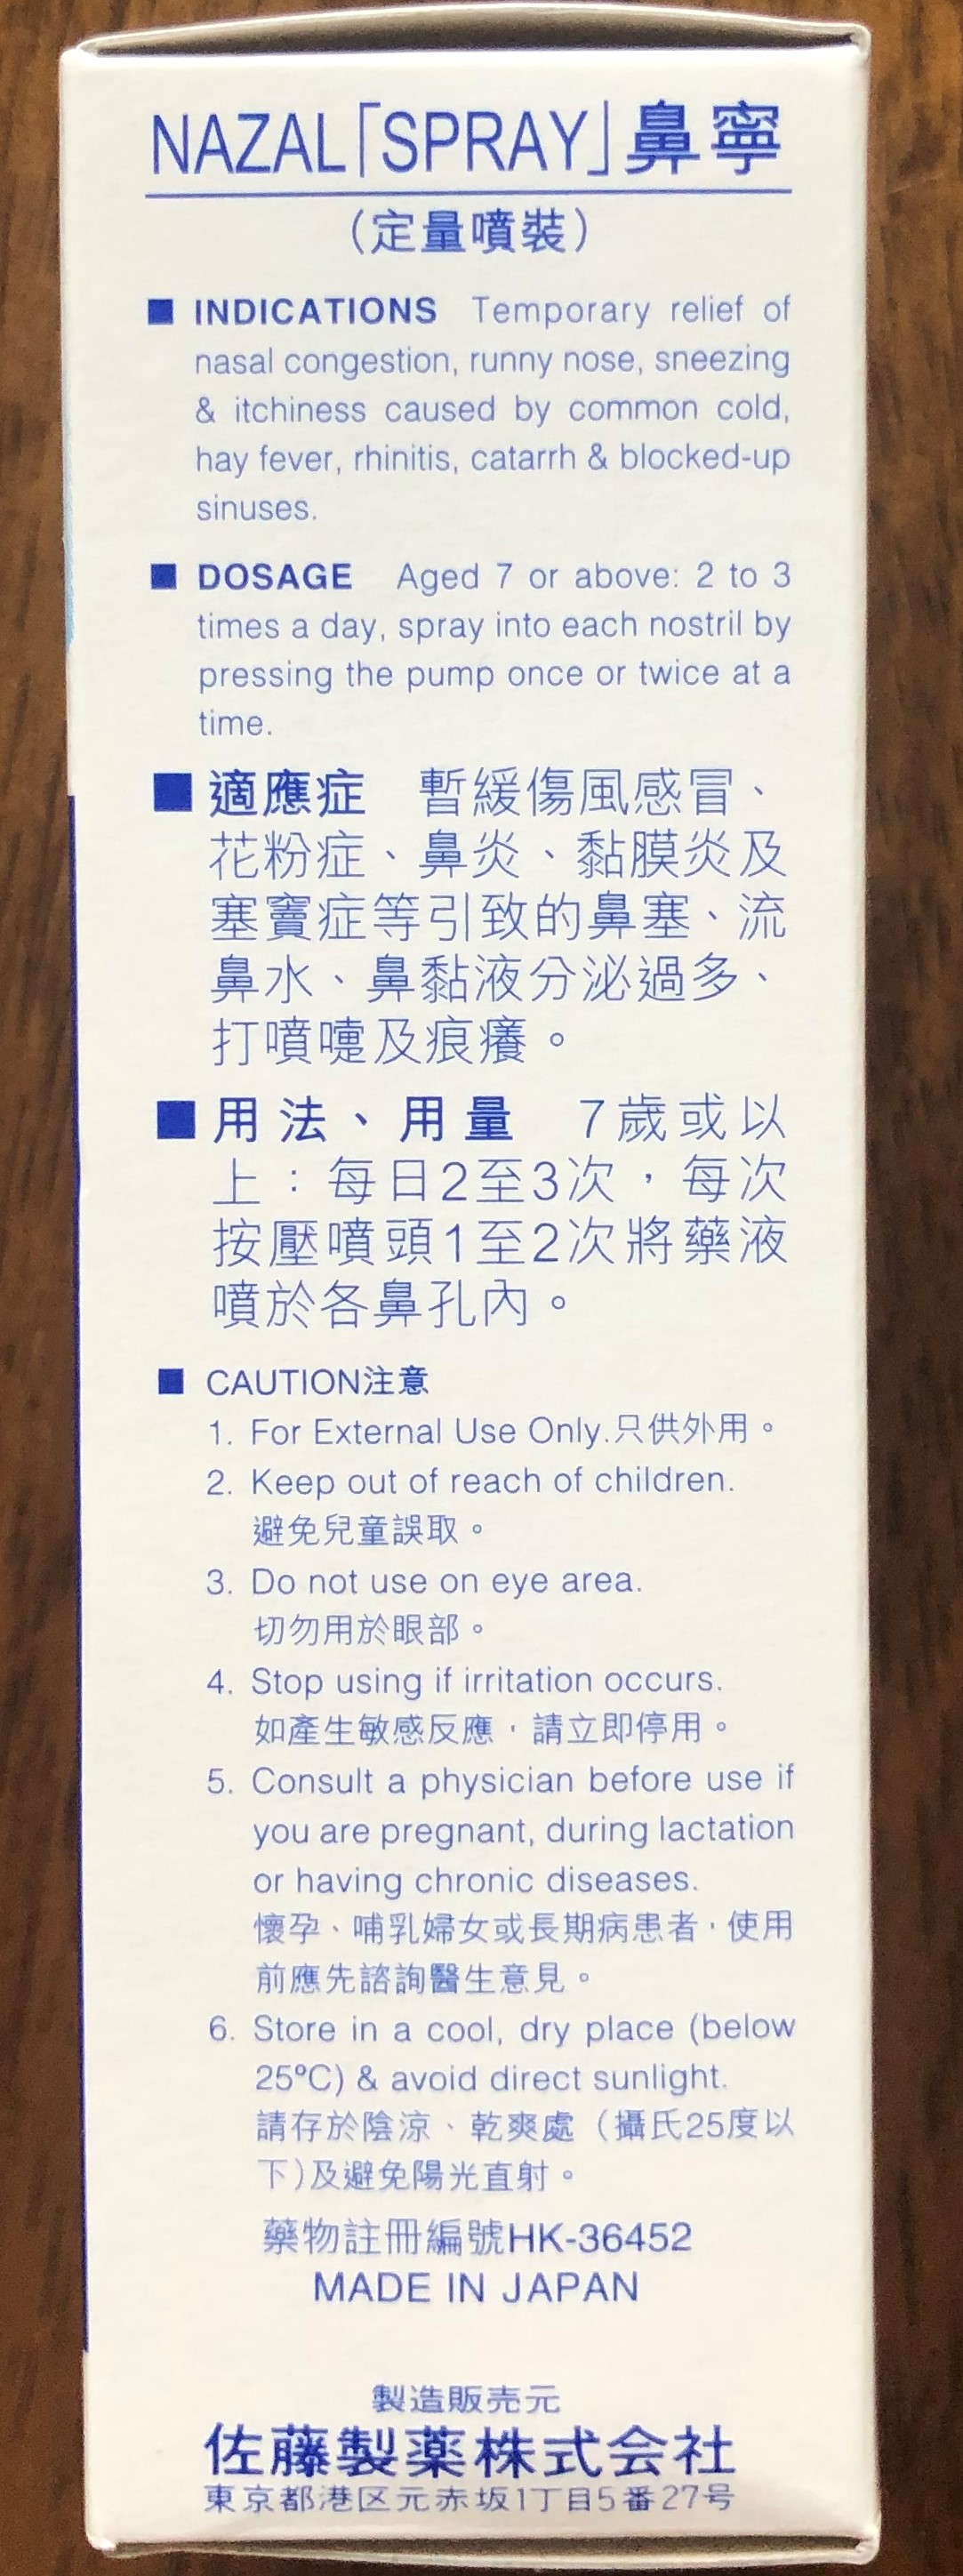 NAZAL「SPRAY」鼻寧
（定量噴裝）
■ INDICATIONS Temporary relief of
nasal congestion, runny nose, sneezing
& itchiness caused by common cold,
hay fever, rhinitis, catarrh & blocked-up
sinuses.
■ DOSAGE Aged 7 or above: 2 to 3
times a day, spray into each nostril by
pressing the pump once or twice at a
time.
■ 適應症 暫緩傷風感冒、
花粉症、鼻炎、黏膜炎及
塞竇症等引致的鼻塞、流
鼻水、鼻黏液分泌過多、
打噴嚏及痕癢。
■ 用法、用量 7歲或以
上：每日2至3次，每次
按壓噴頭1至2次將藥液
噴於各鼻孔內。
■ CAUTION注意
1. For External Use Only.只供外用。
2. Keep out of reach of children.
避免兒童誤取。
3. Do not use on eye area.
切勿用於眼部。
4. Stop using if irritation occurs.
如產生敏感反應，請立即停用。
5. Consult a physician before use if
you are pregnant, during lactation
or having chronic diseases.
懷孕、哺乳婦女或長期病患者，使用
前應先諮詢醫生意見。
6. Store in a cool, dry place (below
25ºC) & avoid direct sunlight.
請存於陰涼、乾爽處（攝氏25度以
下)及避免陽光直射。
藥物註冊編號HK-36452
MADE IN JAPAN
製造販売元
佐藤製薬株式会社
東京都港区元赤坂1丁目5番27号